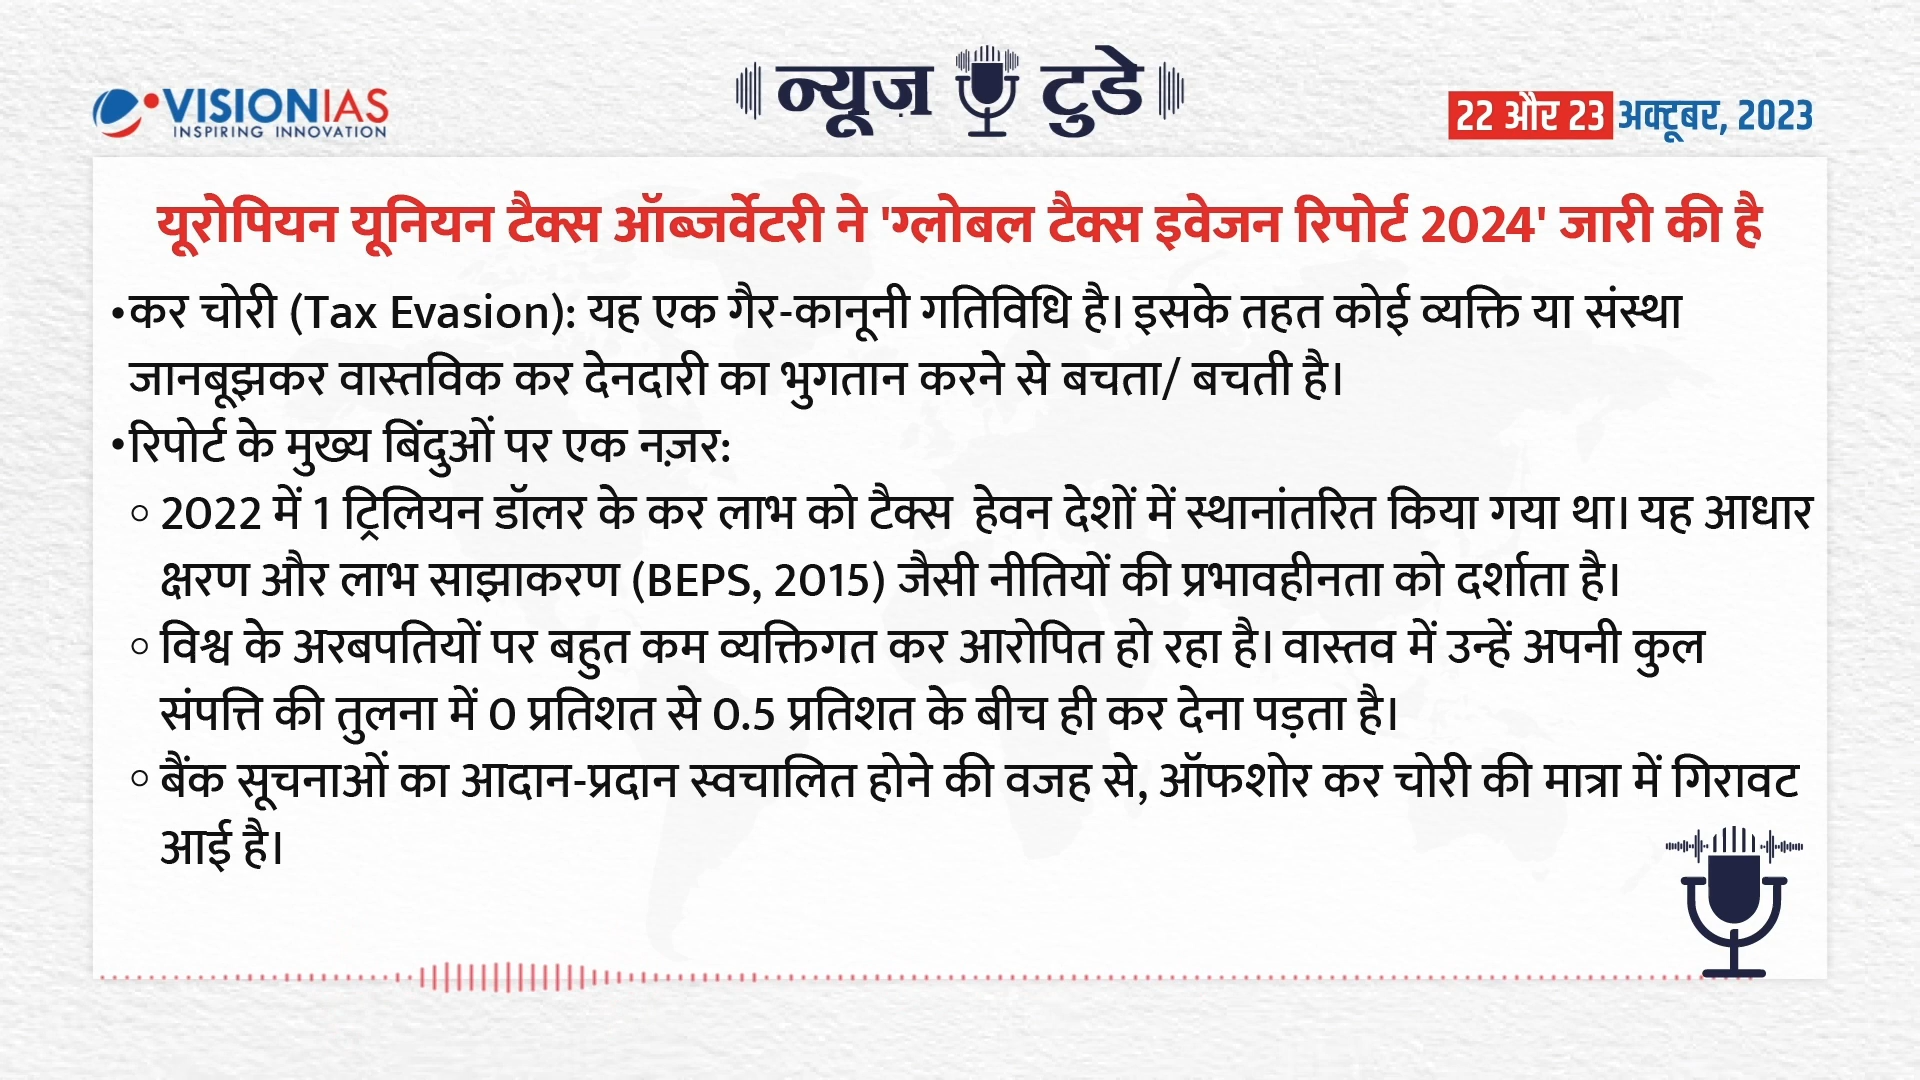 VISIONIAS
INSPIRING INNOVATION
न्यूज़ टुडे
22 और 23 अक्टूबर, 2023
यूरोपियन यूनियन टैक्स ऑब्जर्वेटरी ने 'ग्लोबल टैक्स इवेजन रिपोर्ट 2024' जारी की है
•कर चोरी (Tax Evasion): यह एक गैर-कानूनी गतिविधि है। इसके तहत कोई व्यक्ति या संस्था
जानबूझकर वास्तविक कर देनदारी का भुगतान करने से बचता/ बचती है।
•रिपोर्ट के मुख्य बिंदुओं पर एक नज़र:
○ 2022 में 1 ट्रिलियन डॉलर के कर लाभ को टैक्स हेवन देशों में स्थानांतरित किया गया था। यह आधार
क्षरण और लाभ साझाकरण (BEPS, 2015) जैसी नीतियों की प्रभावहीनता को दर्शाता है।
○ विश्व के अरबपतियों पर बहुत कम व्यक्तिगत कर आरोपित हो रहा है। वास्तव में उन्हें अपनी कुल
संपत्ति की तुलना में 0 प्रतिशत से 0.5 प्रतिशत के बीच ही कर देना पड़ता है।
○ बैंक सूचनाओं का आदान-प्रदान स्वचालित होने की वजह से, ऑफशोर कर चोरी की मात्रा में गिरावट
आई है।